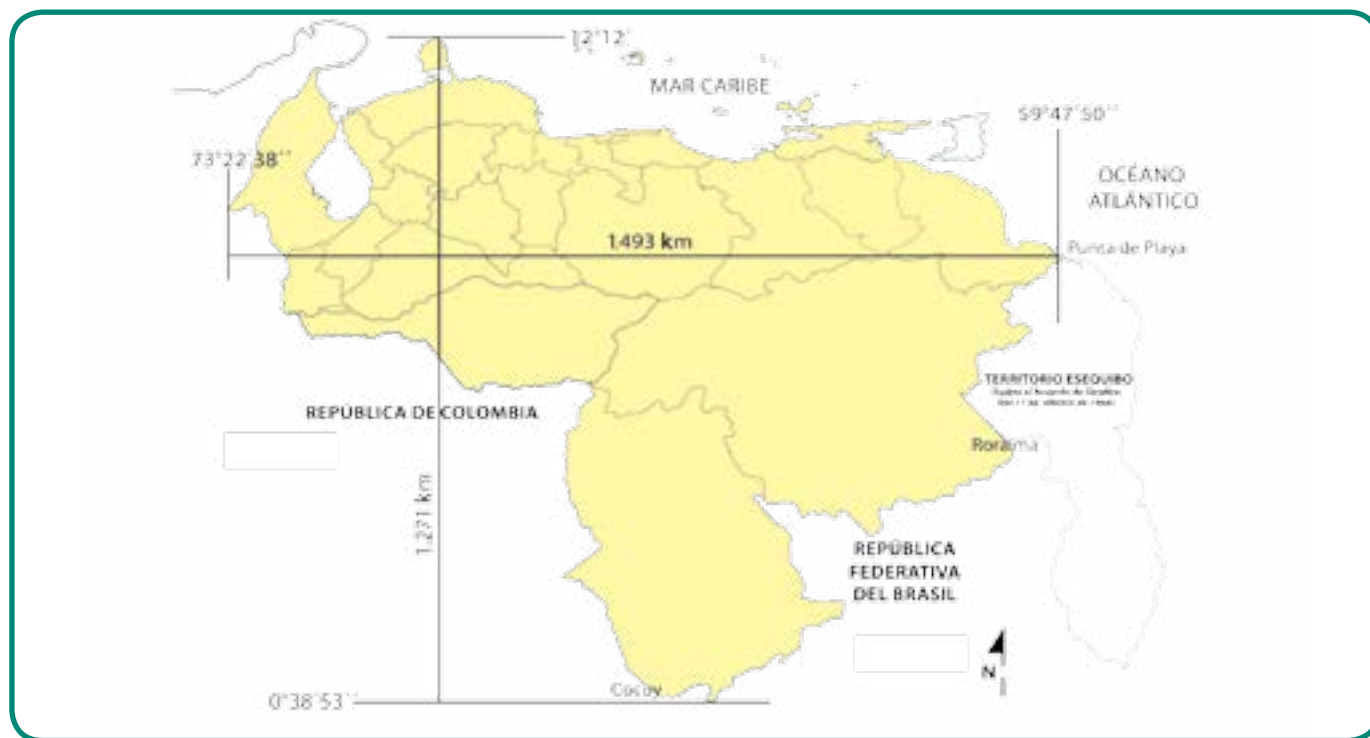 12°12'
MAR CARIBE
59°47'50''
73°22'38''
OCÉANO
ATLÁNTICO
1.493 km
Punta de Playa
TERRITORIO ESEQUIBO
REPÚBLICA DE COLOMBIA
Roraima
1.271 km
REPÚBLICA
FEDERATIVA
DEL BRASIL
N
Cocuy
0°38'53''